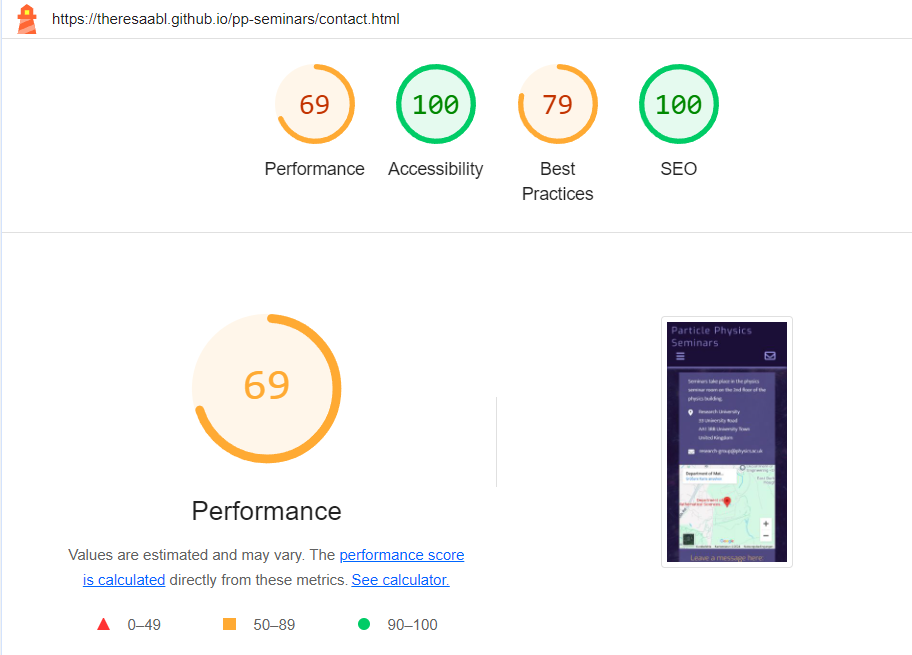 https://theresaabl.github.io/pp-seminars/contact.html
69
100
79
100
Performance
Accessibility
Best
Practices
SEO
69
Performance
Values are estimated and may vary. The performance score
is calculated directly from these metrics. See calculator.
0–49
50–89
90–100
Particle Physics
Seminars
Seminars take place in the physics
seminar room on the 2nd floor of the
physics building.
Research University
University Road
University Town
United Kingdom
research-group@physics.ac.uk
Department of Mat...
Google
Leave a message here